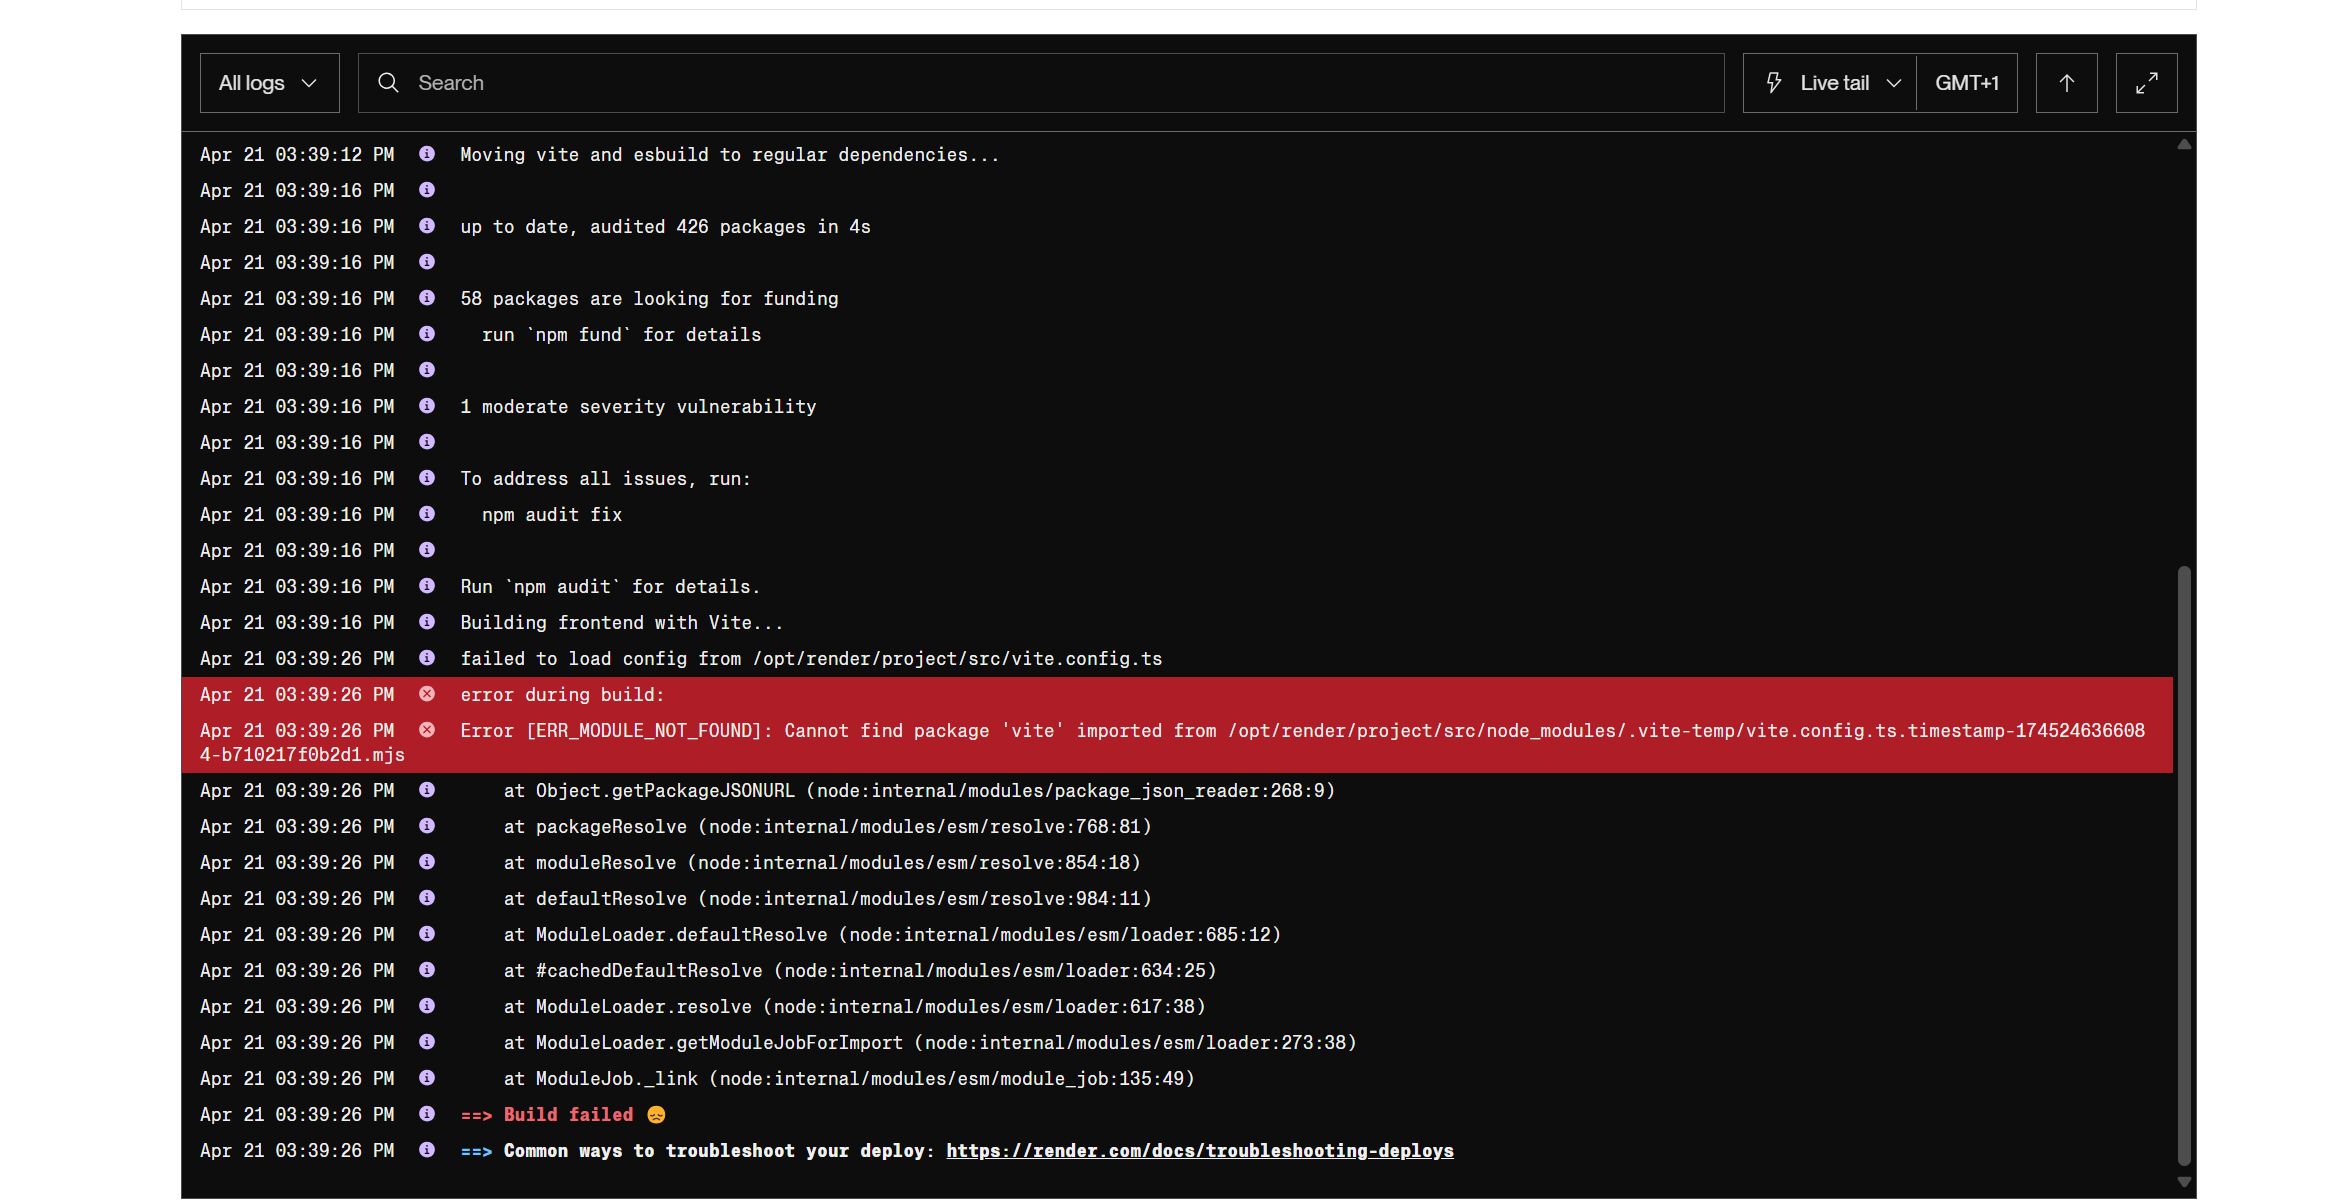 All logs
Search
Live tail
GMT+1
Apr 21 03:39:12 PM Moving vite and esbuild to regular dependencies...
Apr 21 03:39:16 PM
Apr 21 03:39:16 PM up to date, audited 426 packages in 4s
Apr 21 03:39:16 PM
Apr 21 03:39:16 PM 58 packages are looking for funding
Apr 21 03:39:16 PM run `npm fund` for details
Apr 21 03:39:16 PM
Apr 21 03:39:16 PM 1 moderate severity vulnerability
Apr 21 03:39:16 PM
Apr 21 03:39:16 PM To address all issues, run:
Apr 21 03:39:16 PM npm audit fix
Apr 21 03:39:16 PM
Apr 21 03:39:16 PM Run `npm audit` for details.
Apr 21 03:39:16 PM Building frontend with Vite...
Apr 21 03:39:26 PM failed to load config from /opt/render/project/src/vite.config.ts
Apr 21 03:39:26 PM error during build:
Apr 21 03:39:26 PM Error [ERR_MODULE_NOT_FOUND]: Cannot find package 'vite' imported from /opt/render/project/src/node_modules/.vite-temp/vite.config.ts.timestamp-174524636608
4-b710217f0b2d1.mjs
Apr 21 03:39:26 PM at Object.getPackageJSONURL (node:internal/modules/package_json_reader:268:9)
Apr 21 03:39:26 PM at packageResolve (node:internal/modules/esm/resolve:768:81)
Apr 21 03:39:26 PM at moduleResolve (node:internal/modules/esm/resolve:854:18)
Apr 21 03:39:26 PM at defaultResolve (node:internal/modules/esm/resolve:984:11)
Apr 21 03:39:26 PM at ModuleLoader.defaultResolve (node:internal/modules/esm/loader:685:12)
Apr 21 03:39:26 PM at #cachedDefaultResolve (node:internal/modules/esm/loader:634:25)
Apr 21 03:39:26 PM at ModuleLoader.resolve (node:internal/modules/esm/loader:617:38)
Apr 21 03:39:26 PM at ModuleLoader.getModuleJobForImport (node:internal/modules/esm/loader:273:38)
Apr 21 03:39:26 PM at ModuleJob._link (node:internal/modules/esm/module_job:135:49)
Apr 21 03:39:26 PM ==> Build failed 😞
Apr 21 03:39:26 PM ==> Common ways to troubleshoot your deploy: https://render.com/docs/troubleshooting-deploys